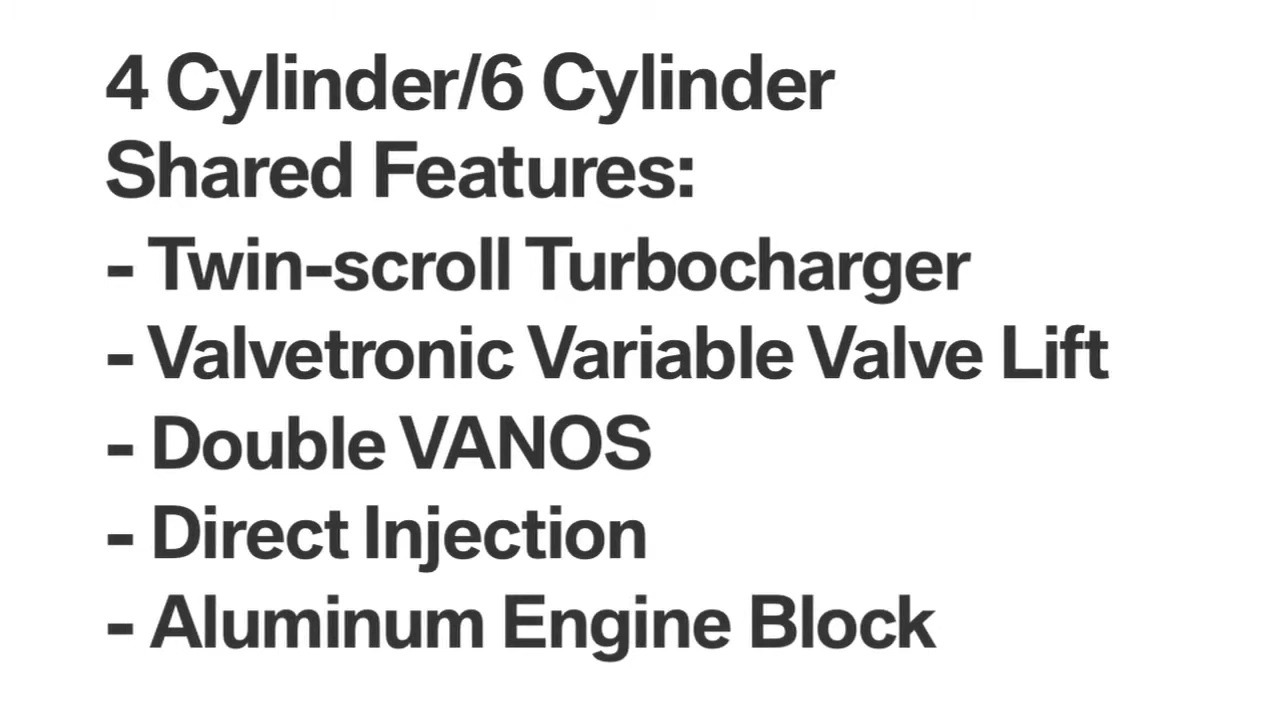 4 Cylinder/6 Cylinder
Shared Features:
- Twin-scroll Turbocharger
- Valvetronic Variable Valve Lift
- Double VANOS
- Direct Injection
- Aluminum Engine Block